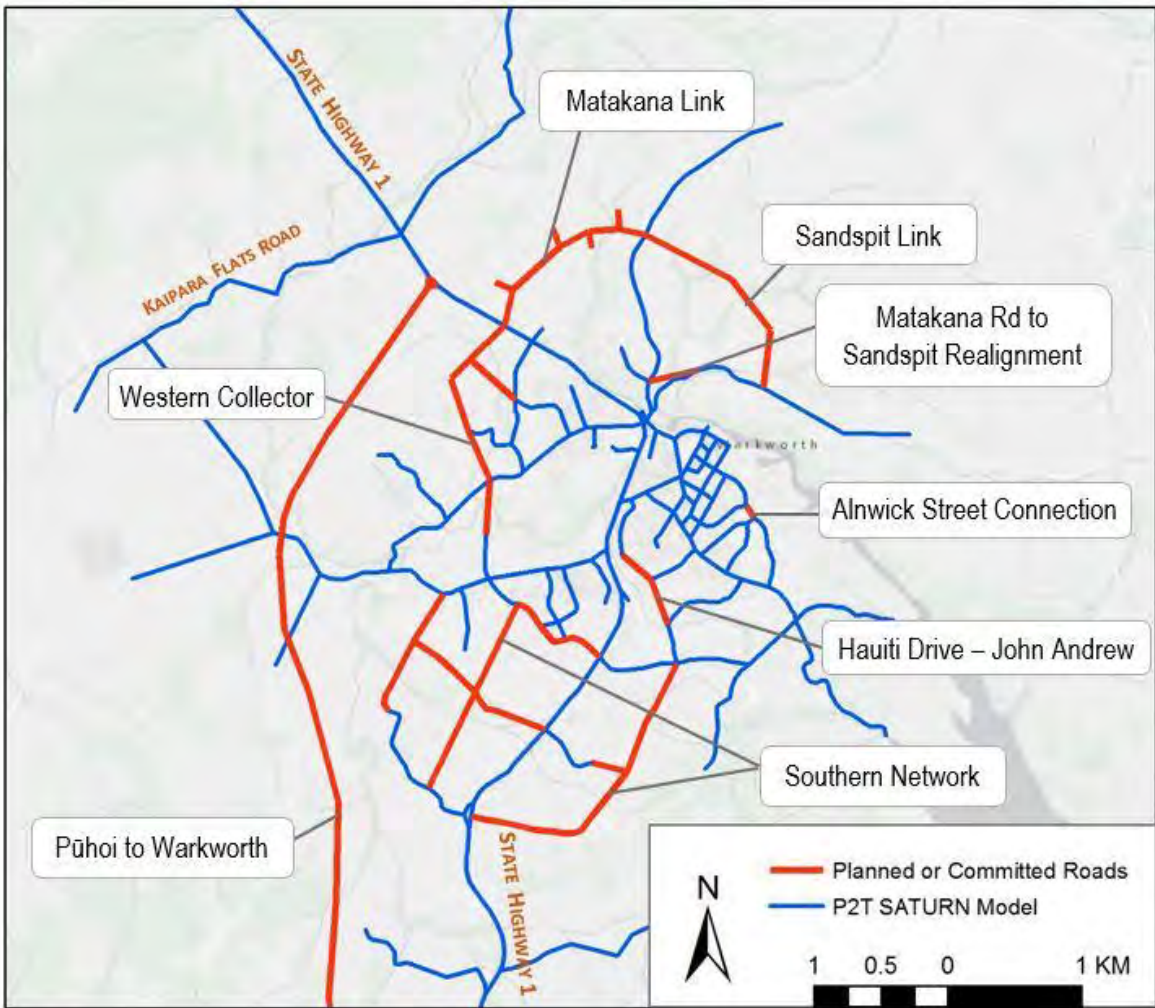 Matakana Link
STATE HIGHWAY 1
Sandspit Link
KAIPARA FLATS ROAD
Matakana Rd to
Sandspit Realignment
Western Collector
Alnwick Street Connection
Hauiti Drive – John Andrew
Southern Network
Pūhoi to Warkworth
STATE HIGHWAY 1
Planned or Committed Roads
P2T SATURN Model
N
1 0.5 0 1 KM